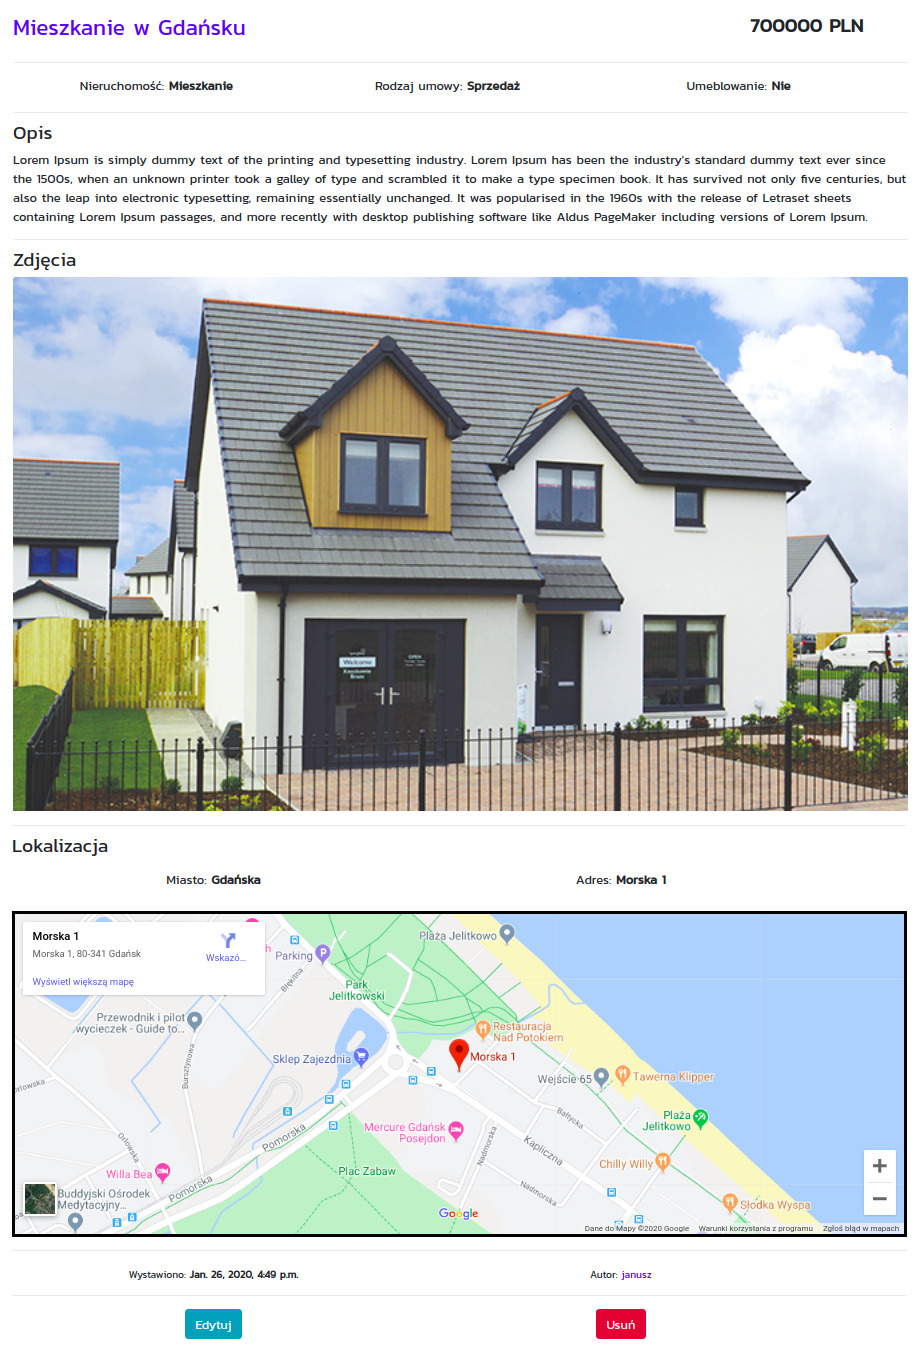 Mieszkanie w Gdańsku
700000 PLN
Nieruchomość: Mieszkanie
Rodzaj umowy: Sprzedaż
Umeblowanie: Nie
Opis
Lorem Ipsum is simply dummy text of the printing and typesetting industry. Lorem Ipsum has been the industry's standard dummy text ever since
the 1500s, when an unknown printer took a galley of type and scrambled it to make a type specimen book. It has survived not only five centuries, but
also the leap into electronic typesetting, remaining essentially unchanged. It was popularised in the 1960s with the release of Letraset sheets
containing Lorem Ipsum passages, and more recently with desktop publishing software like Aldus PageMaker including versions of Lorem Ipsum.
Zdjęcia
Welcome
OPEN
Lokalizacja
Miasto: Gdańska
Adres: Morska 1
Morska 1
Morska 1, 80-341 Gdańsk
Wskazó...
Wyświetl większą mapę
Parking
Plaża Jelitkowo
Błękitna
Park
Jelitkowski
Przewodnik i pilot
wycieczek - Guide to...
Restauracja
Nad Potokiem
Sklep Zajezdnia
Morska 1
Bursztynowa
Wejście 65
Tawerna Klipper
Orłowska
Bałtycka
Plaża
Jelitkowo
Pomorska
Mercure Gdańsk
Posejdon
Nadmorska
Kapliczna
Orłowska
Willa Bea
Plac Zabaw
Chilly Willy
Pomorska
Nadmorska
Buddyjski Ośrodek
Medytacyjny...
Słodka Wyspa
Google
Dane do Mapy ©2020 Google
Warunki korzystania z programu
Zgłoś błąd w mapach
Wystawiono: Jan. 26, 2020, 4:49 p.m.
Autor: janusz
Edytuj
Usuń